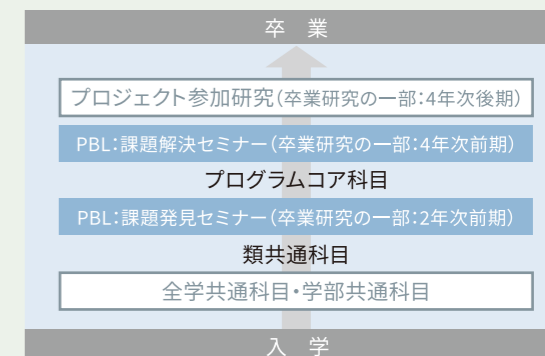 卒　業
プロジェクト参加研究（卒業研究の一部：4年次後期）
PBL：課題解決セミナー（卒業研究の一部：4年次前期）
プログラムコア科目
PBL：課題発見セミナー（卒業研究の一部：2年次前期）
類共通科目
全学共通科目・学部共通科目
入　学